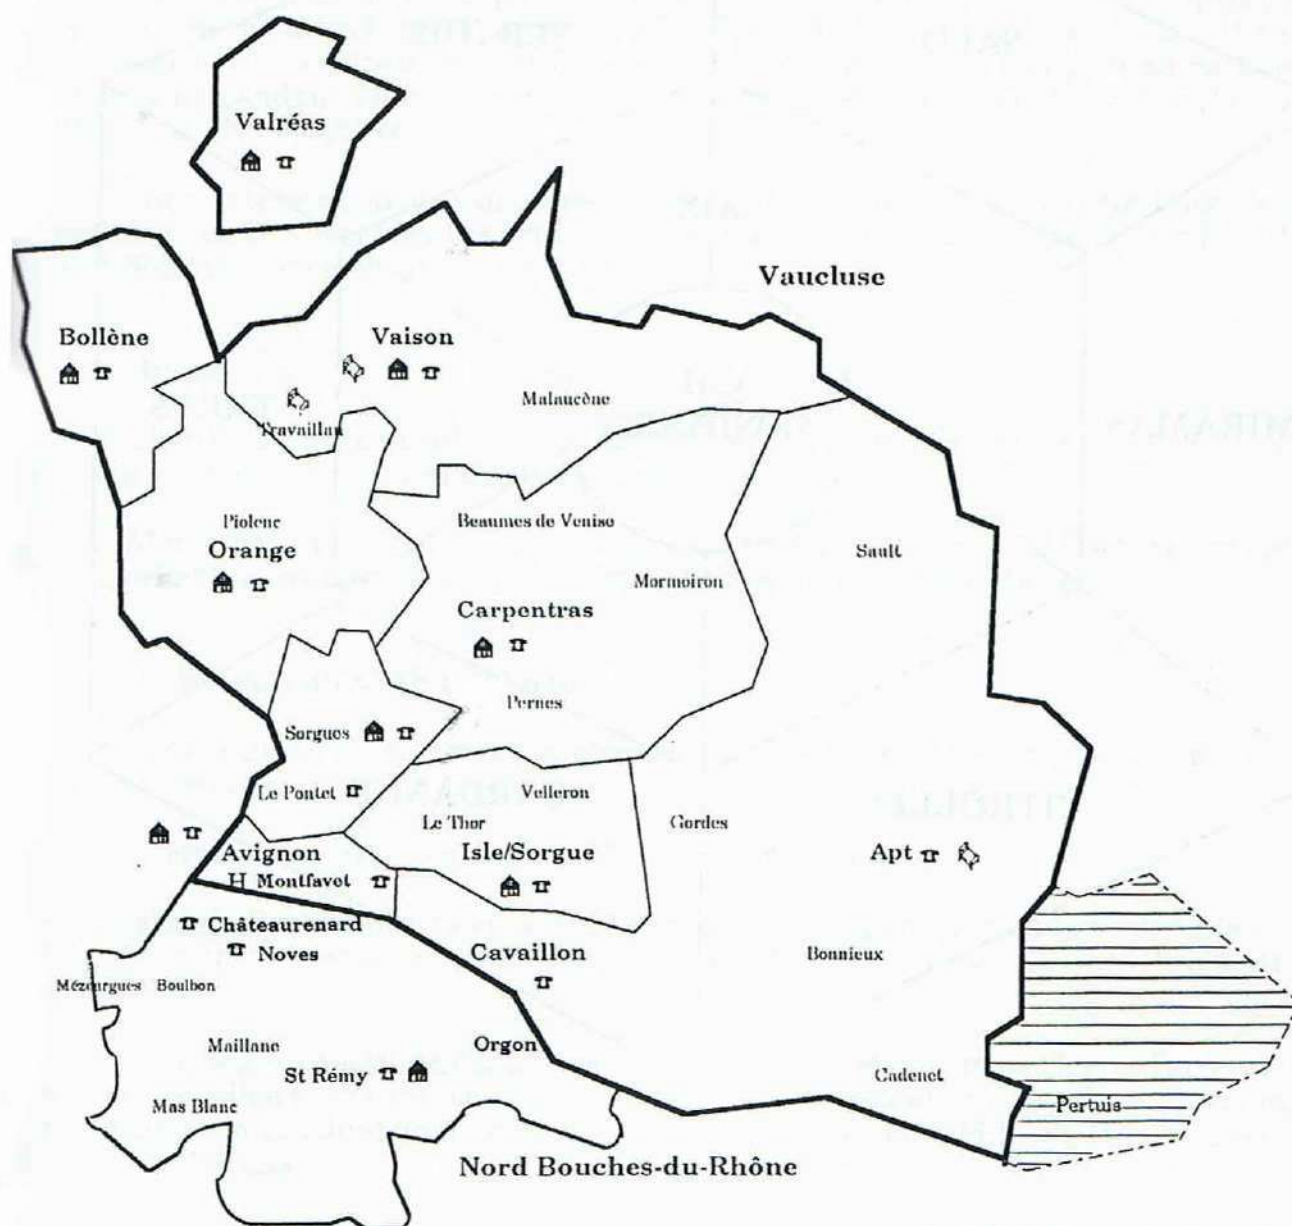 Valréas
Vaucluse
Bollène
Vaison
Malaucène
Travaillan
Piolenc
Orange
Beaumes de Venise
Sault
Mormoiron
Carpentras
Pernes
Sorgues
Le Pontet
Velleron
Le Thor
Gordes
Avignon
Isle/Sorgue
Apt
H Montfavet
Châteaurenard
Noves
Cavaillon
Bonnieux
Mézeargues Boulbon
Maillane
Orgon
St Rémy
Cadenet
Mas Blanc
Pertuis
Nord Bouches-du-Rhône